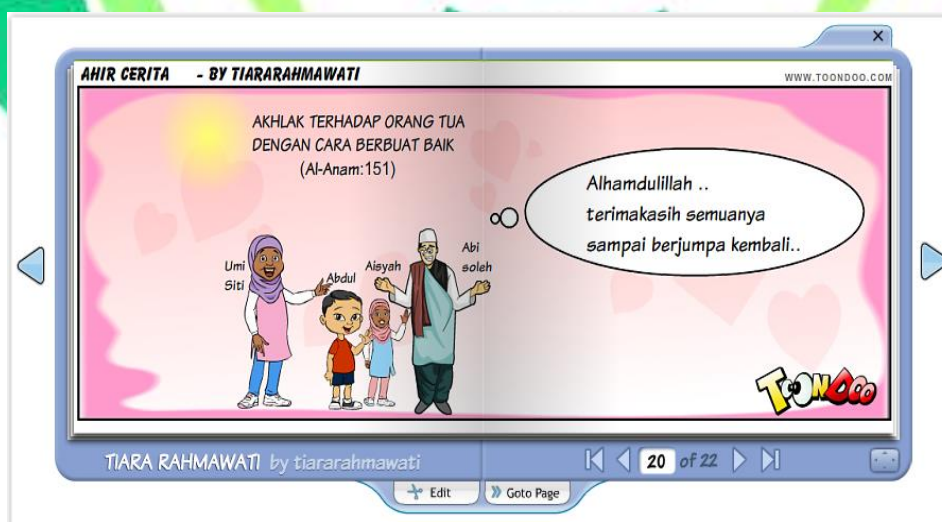 AHIR CERITA - BY TIARARAHMAWATI
WWW.TOONDOO.COM
AKHLAK TERHADAP ORANG TUA
DENGAN CARA BERBUAT BAIK
(Al-Anam:151)
Alhamdulillah ..
terimakasih semuanya
sampai berjumpa kembali..
Umi
Siti
Abdul
Aisyah
Abi
soleh
TOONDOO
TIARA RAHMAWATI by tiararahmawati
20 of 22
Edit
Goto Page